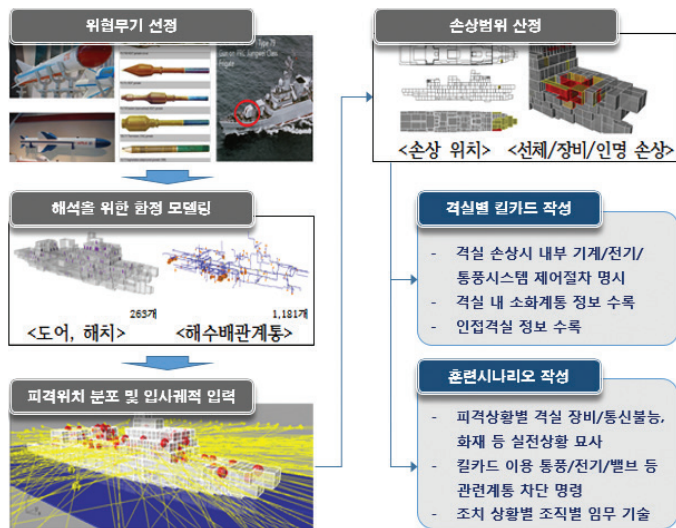 위협무기 선정
해석을 위한 함정 모델링
263개
1,181개
<도어, 해치>
<해수배관계통>
피격위치 분포 및 입사궤적 입력
손상범위 산정
<손상 위치>
<선체/장비/인명 손상>
격실별 킬카드 작성
- 격실 손상시 내부 기계/전기/
통풍시스템 제어절차 명시
- 격실 내 소화계통 정보 수록
- 인접격실 정보 수록
훈련시나리오 작성
- 피격상황별 격실 장비/통신불능,
화재 등 실전상황 묘사
- 킬카드 이용 통풍/전기/밸브 등
관련계통 차단 명령
- 조치 상황별 조직별 임무 기술